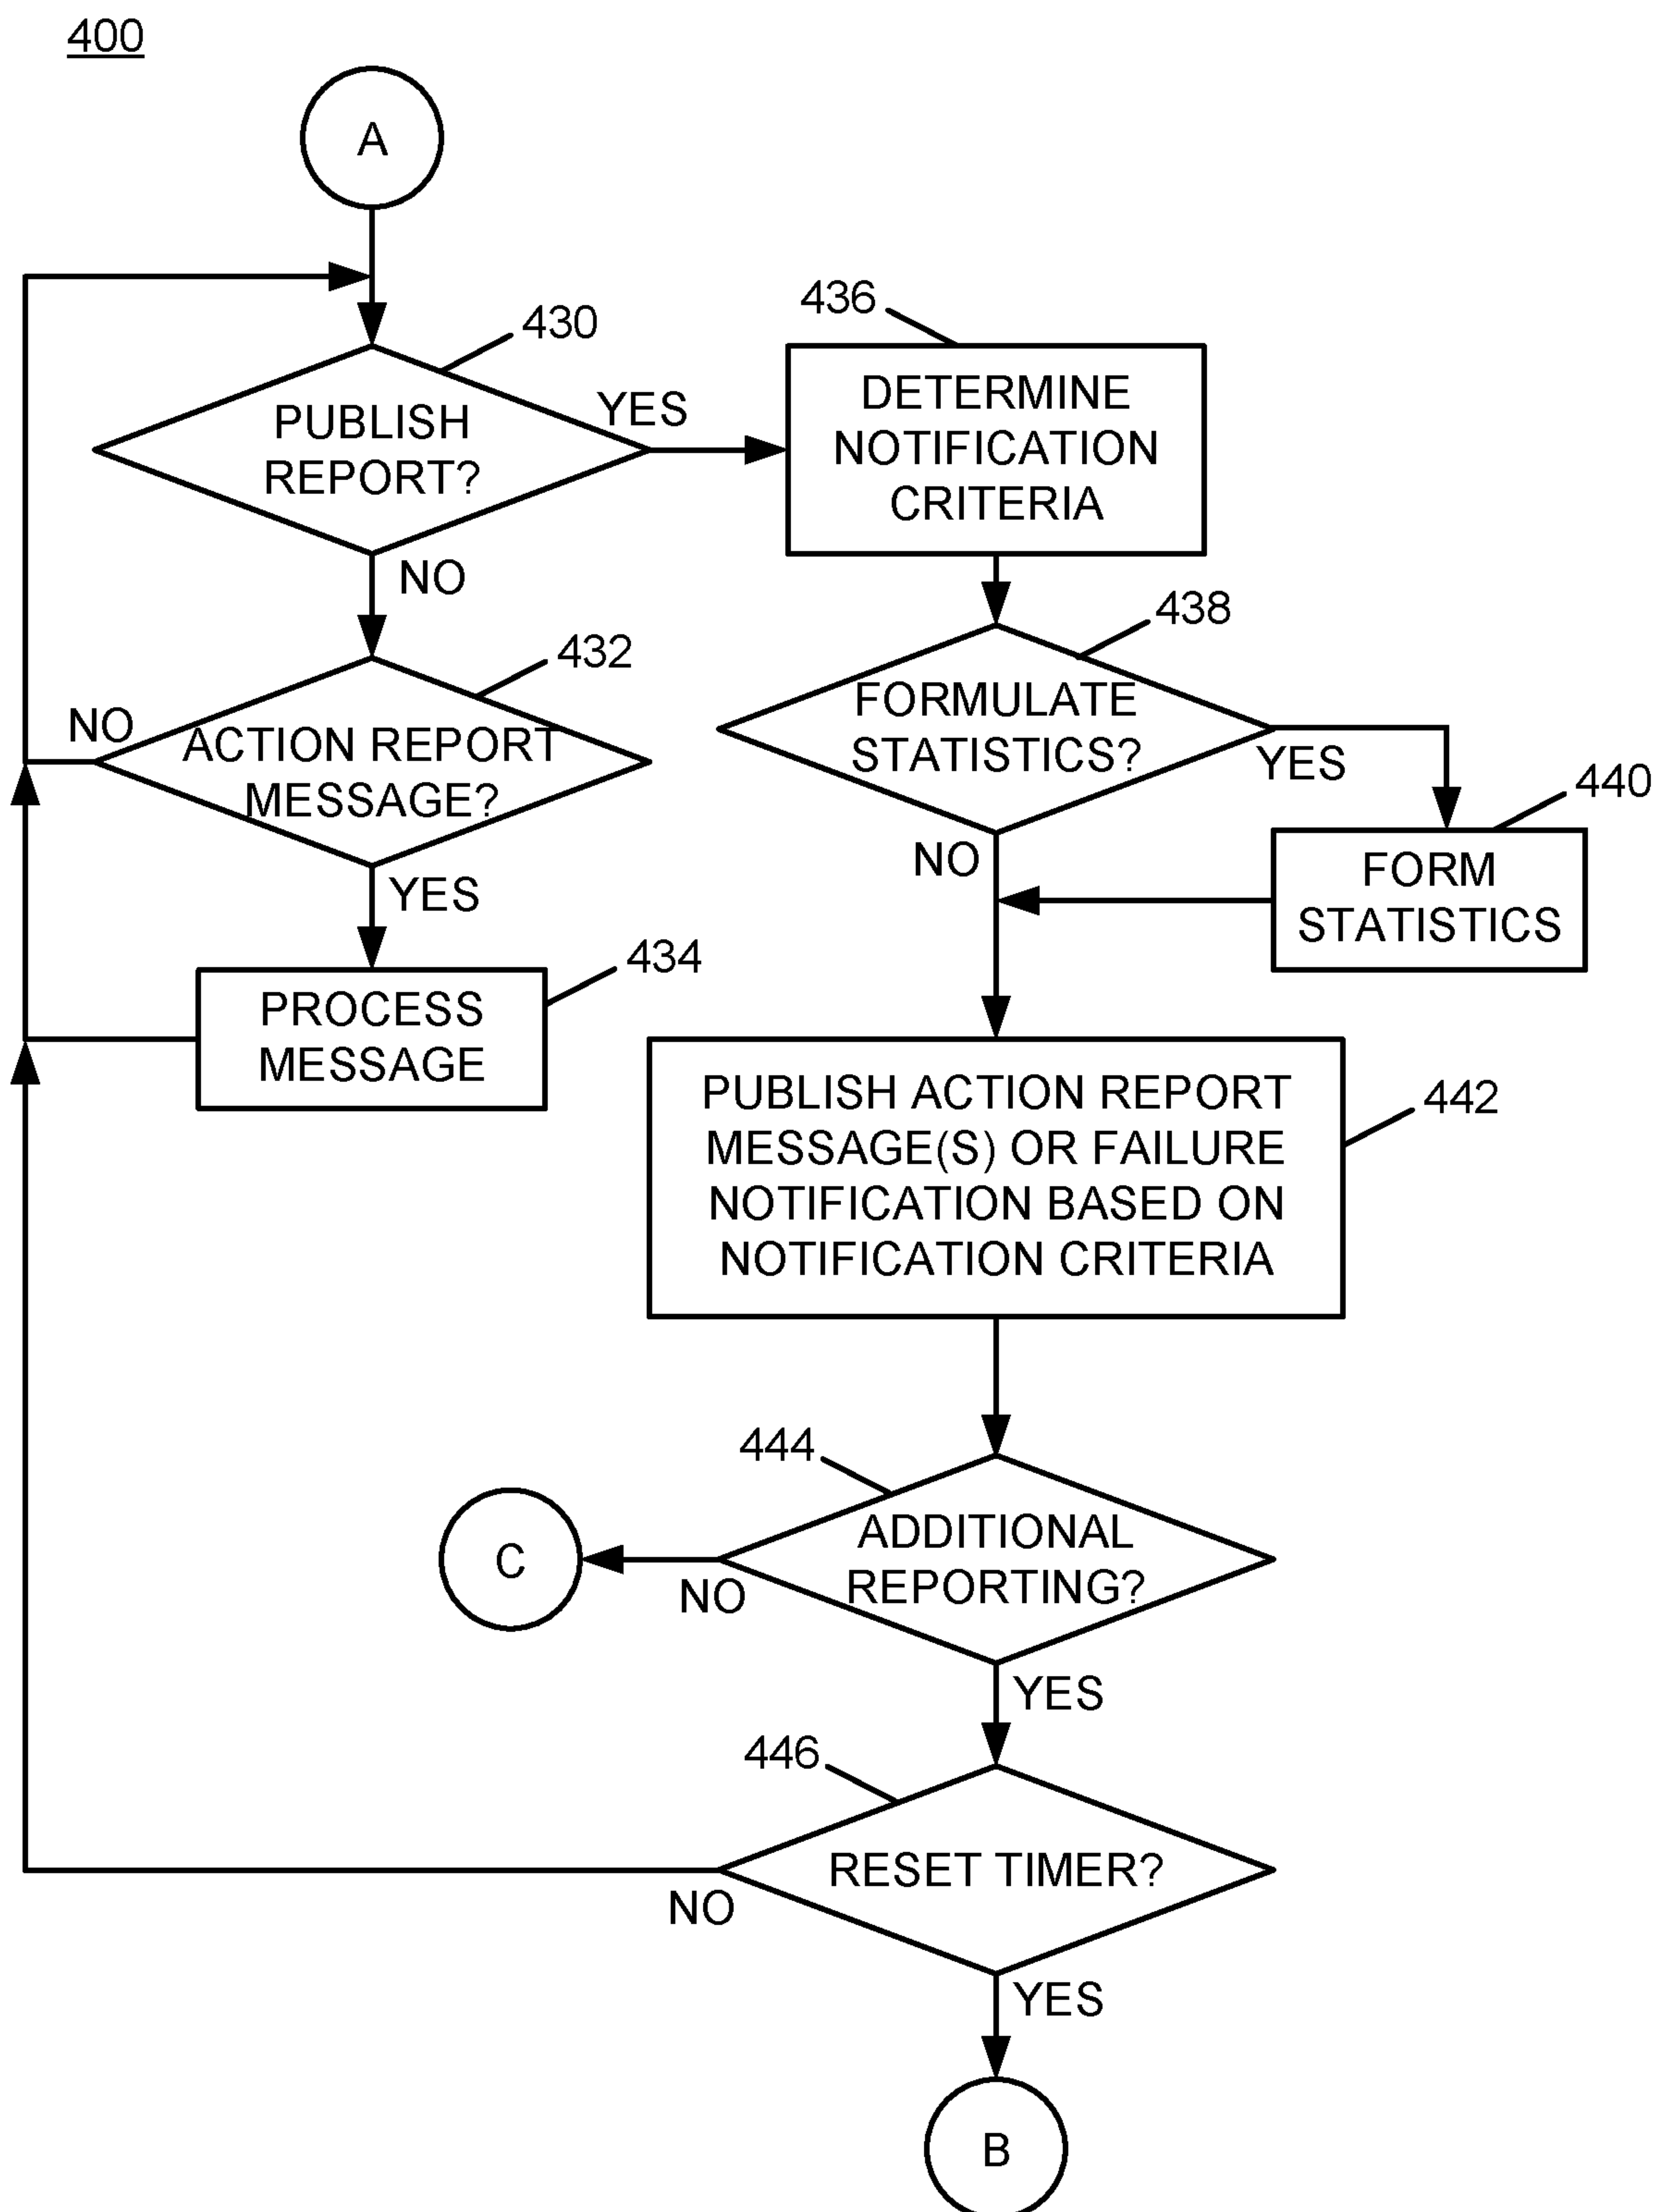 400
A
430
PUBLISH
REPORT?
YES
NO
436
DETERMINE
NOTIFICATION
CRITERIA
432
ACTION REPORT
MESSAGE?
NO
YES
434
PROCESS
MESSAGE
438
FORMULATE
STATISTICS?
YES
NO
440
FORM
STATISTICS
442
PUBLISH ACTION REPORT
MESSAGE(S) OR FAILURE
NOTIFICATION BASED ON
NOTIFICATION CRITERIA
444
ADDITIONAL
REPORTING?
NO
C
YES
446
RESET TIMER?
NO
YES
B